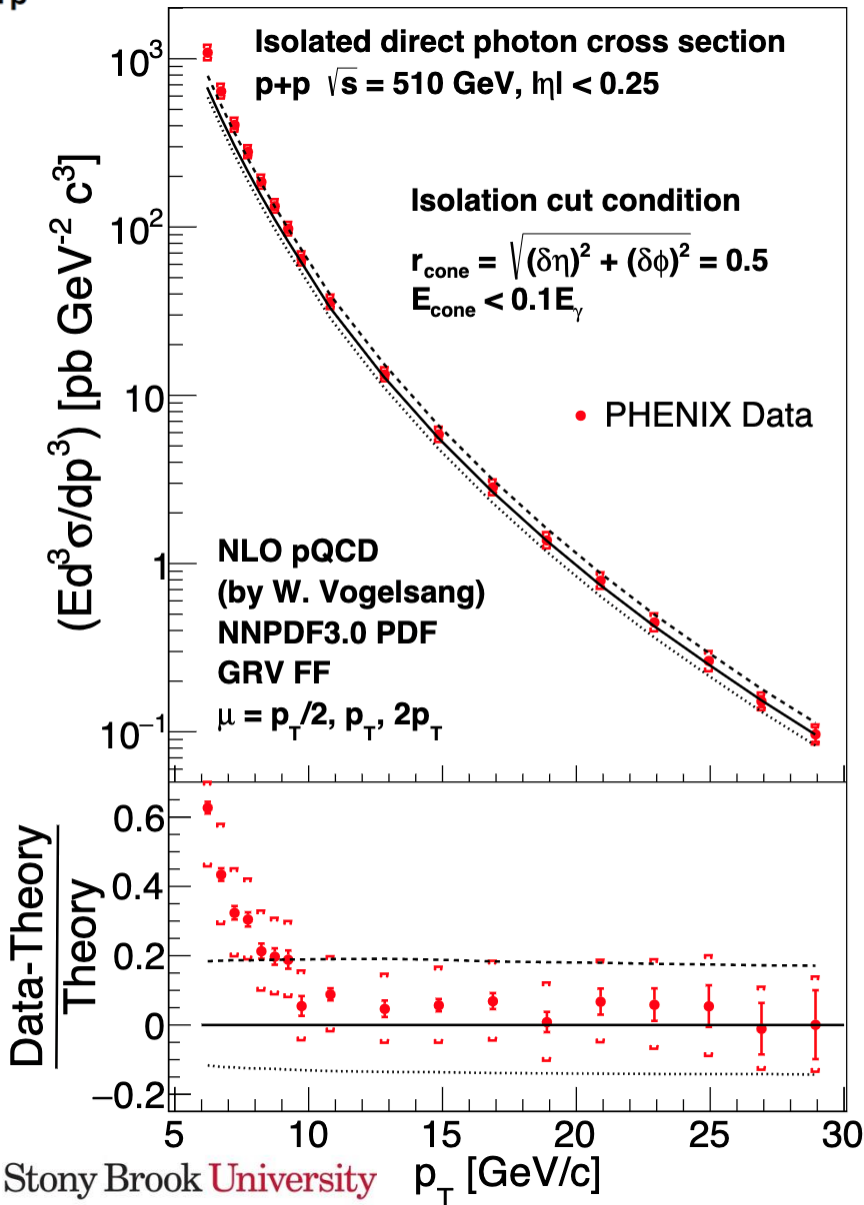 Isolated direct photon cross section
p+p √s = 510 GeV, |η| < 0.25
Isolation cut condition
r_cone = √(δη)² + (δφ)² = 0.5
E_cone < 0.1E_γ
PHENIX Data
NLO pQCD
(by W. Vogelsang)
NNPDF3.0 PDF
GRV FF
μ = p_T/2, p_T, 2p_T
(Ed³σ/dp³) [pb GeV⁻² c³]
10³
10²
10
1
10⁻¹
Data-Theory
Theory
0.6
0.4
0.2
0
−0.2
5 10 15 20 25 30
p_T [GeV/c]
Stony Brook University